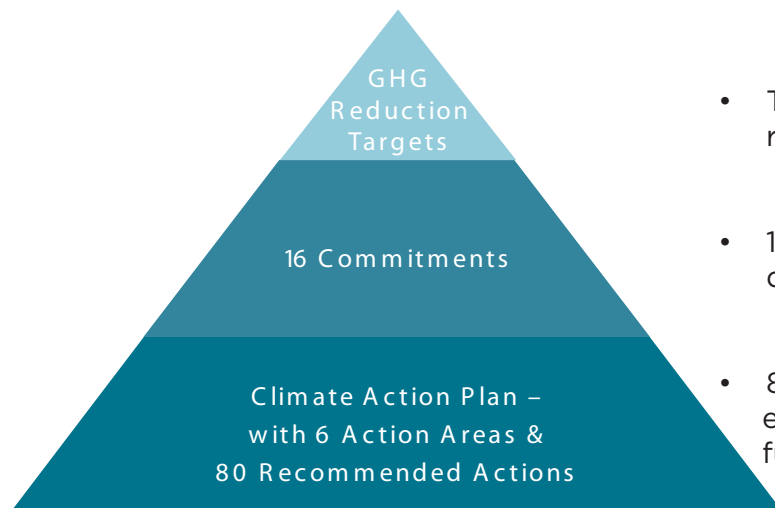 GHG
Reduction
Targets
16 Commitments
Climate Action Plan –
with 6 Action Areas &
80 Recommended Actions
•
•
•